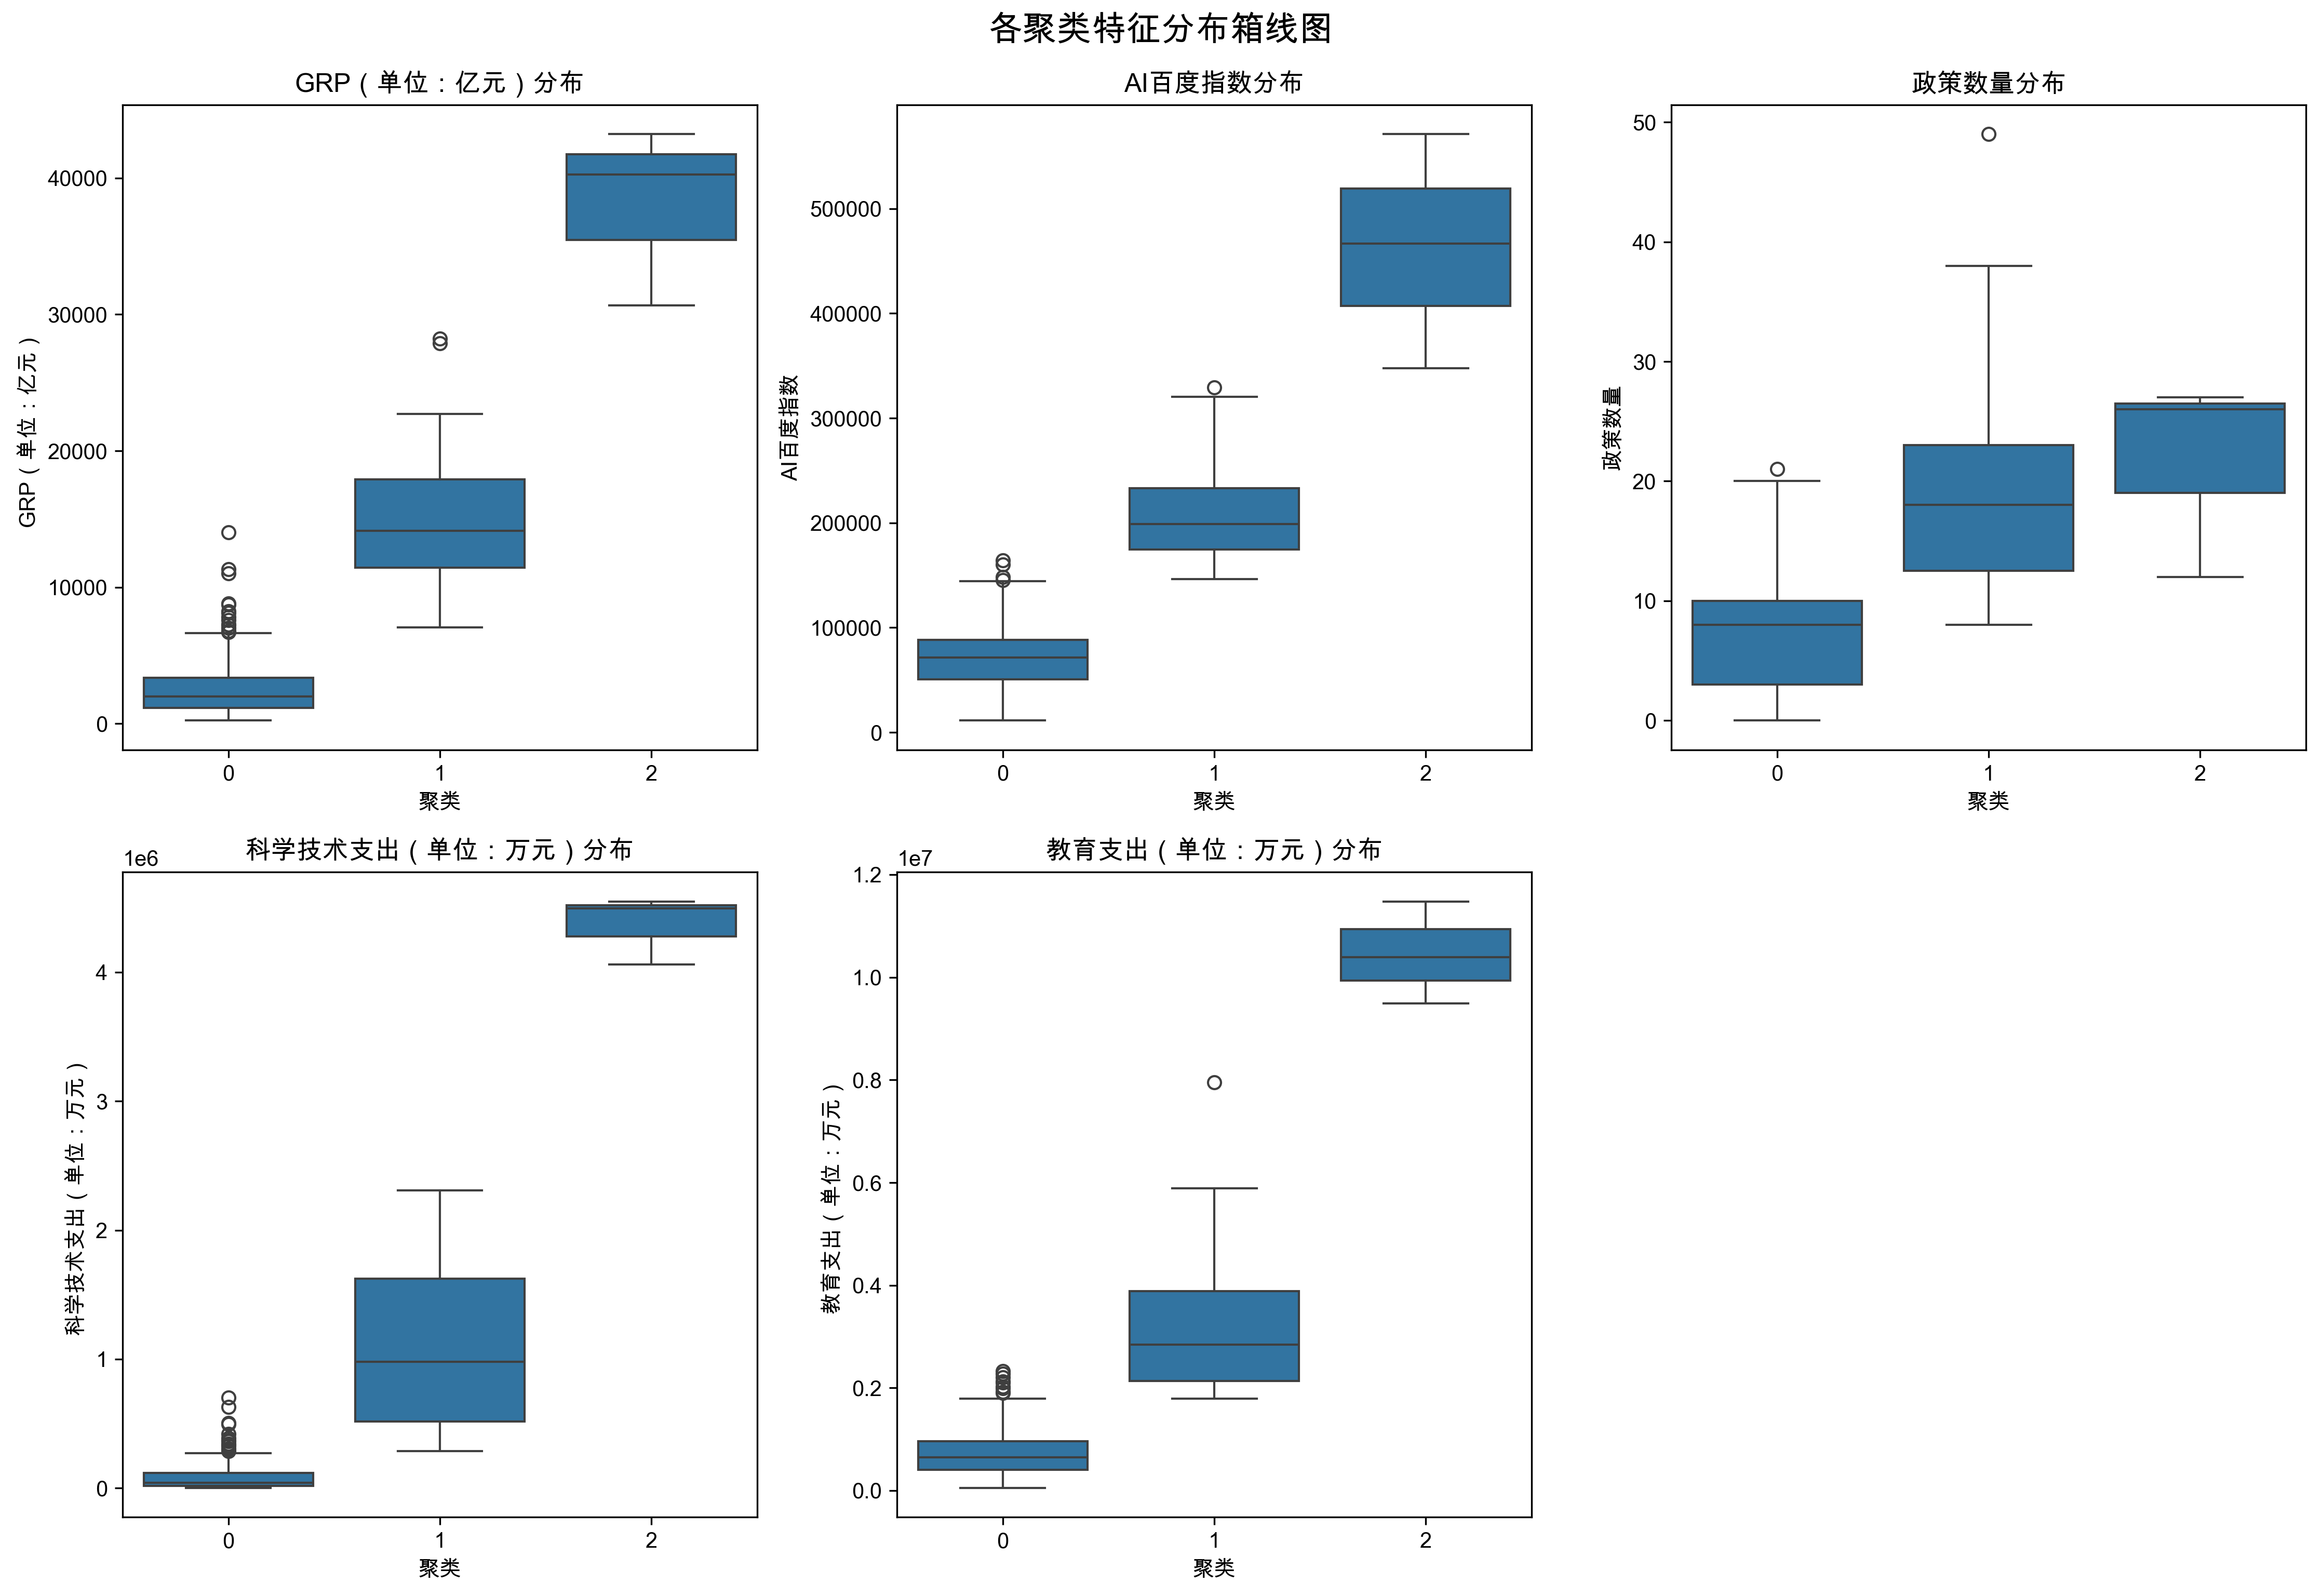 各聚类特征分布箱线图
GRP（单位：亿元）分布
GRP（单位：亿元）
40000
30000
20000
10000
0
0 1 2
聚类
AI百度指数分布
AI百度指数
500000
400000
300000
200000
100000
0
0 1 2
聚类
政策数量分布
政策数量
50
40
30
20
10
0
0 1 2
聚类
科学技术支出（单位：万元）分布
1e6
科学技术支出（单位：万元）
4
3
2
1
0
0 1 2
聚类
教育支出（单位：万元）分布
1e7
教育支出（单位：万元）
1.2
1.0
0.8
0.6
0.4
0.2
0.0
0 1 2
聚类